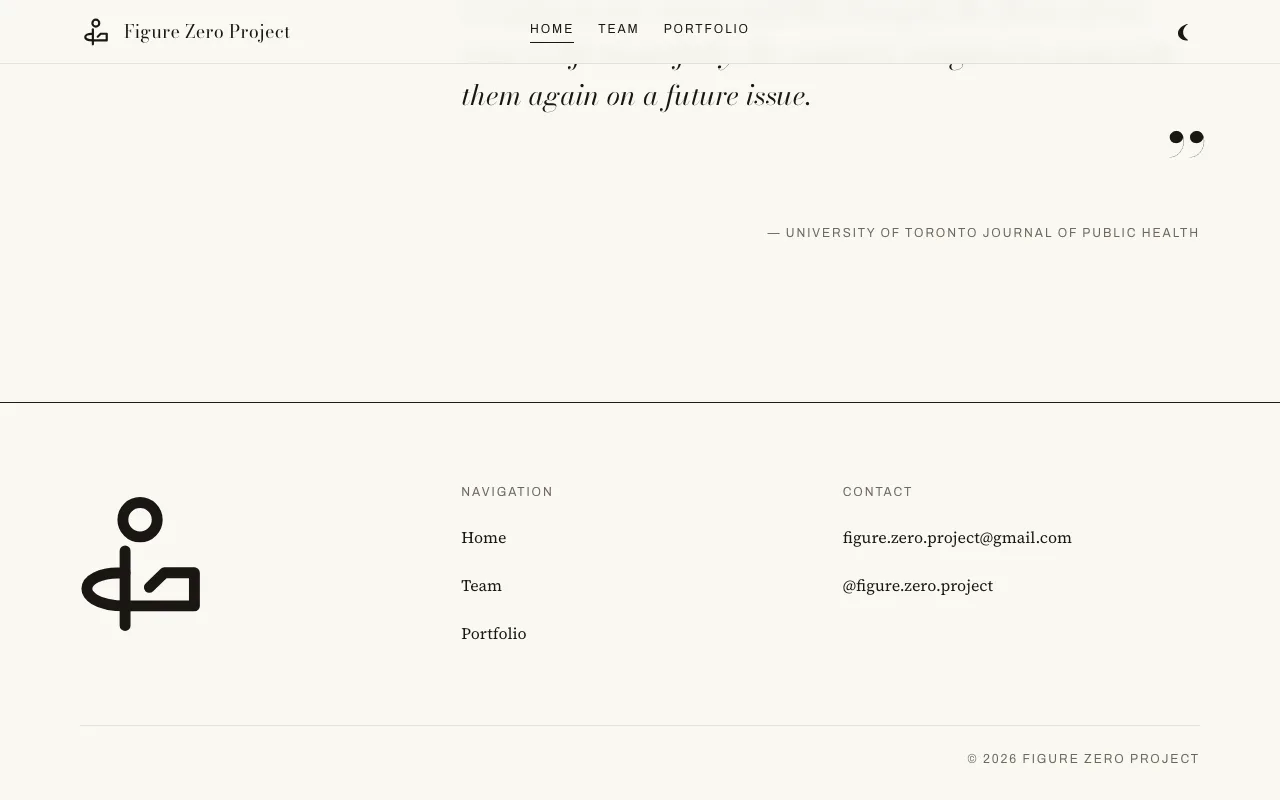 Figure Zero Project
HOME TEAM PORTFOLIO
them again on a future issue.
”
— UNIVERSITY OF TORONTO JOURNAL OF PUBLIC HEALTH
NAVIGATION
Home
Team
Portfolio
CONTACT
figure.zero.project@gmail.com
@figure.zero.project
© 2026 FIGURE ZERO PROJECT